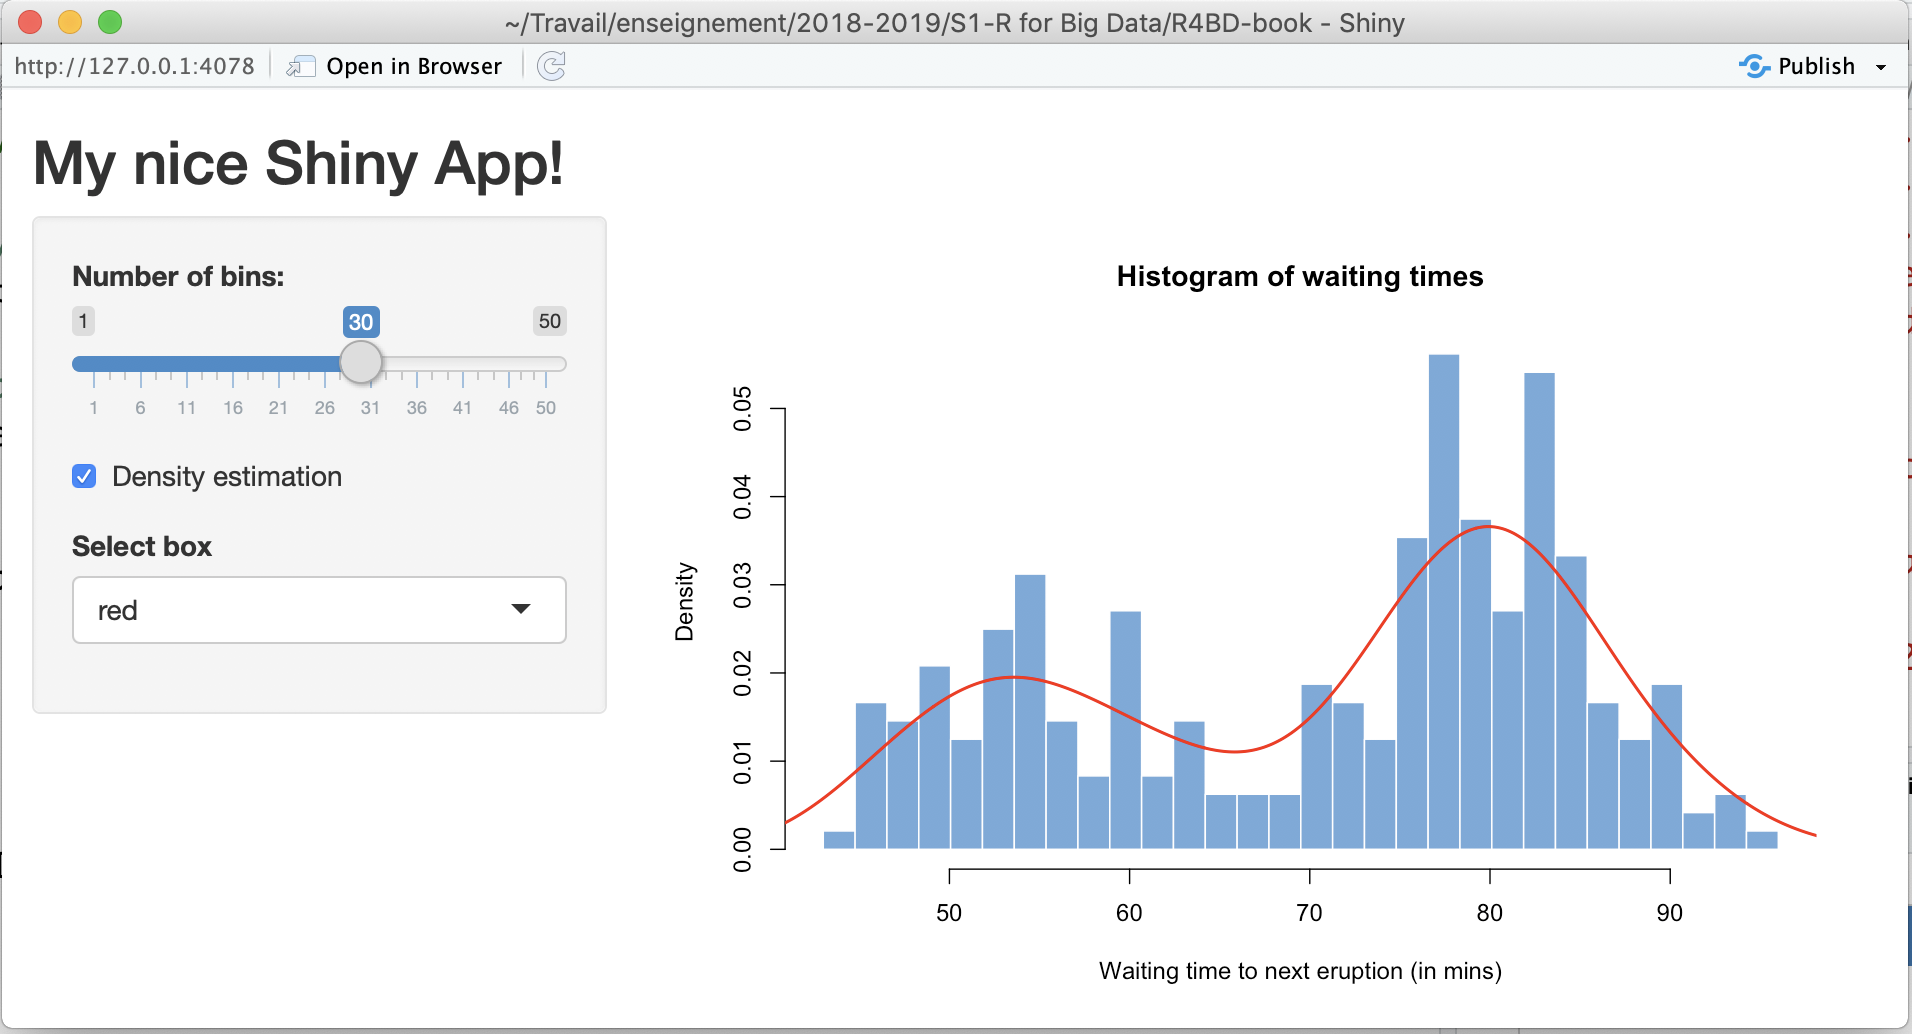 ~/Travail/enseignement/2018-2019/S1-R for Big Data/R4BD-book - Shiny
http://127.0.0.1:4078 Open in Browser Publish
My nice Shiny App!
Number of bins:
1 30 50
1 6 11 16 21 26 31 36 41 46 50
Density estimation
Select box
red
Histogram of waiting times
Density
0.00 0.01 0.02 0.03 0.04 0.05
50 60 70 80 90
Waiting time to next eruption (in mins)